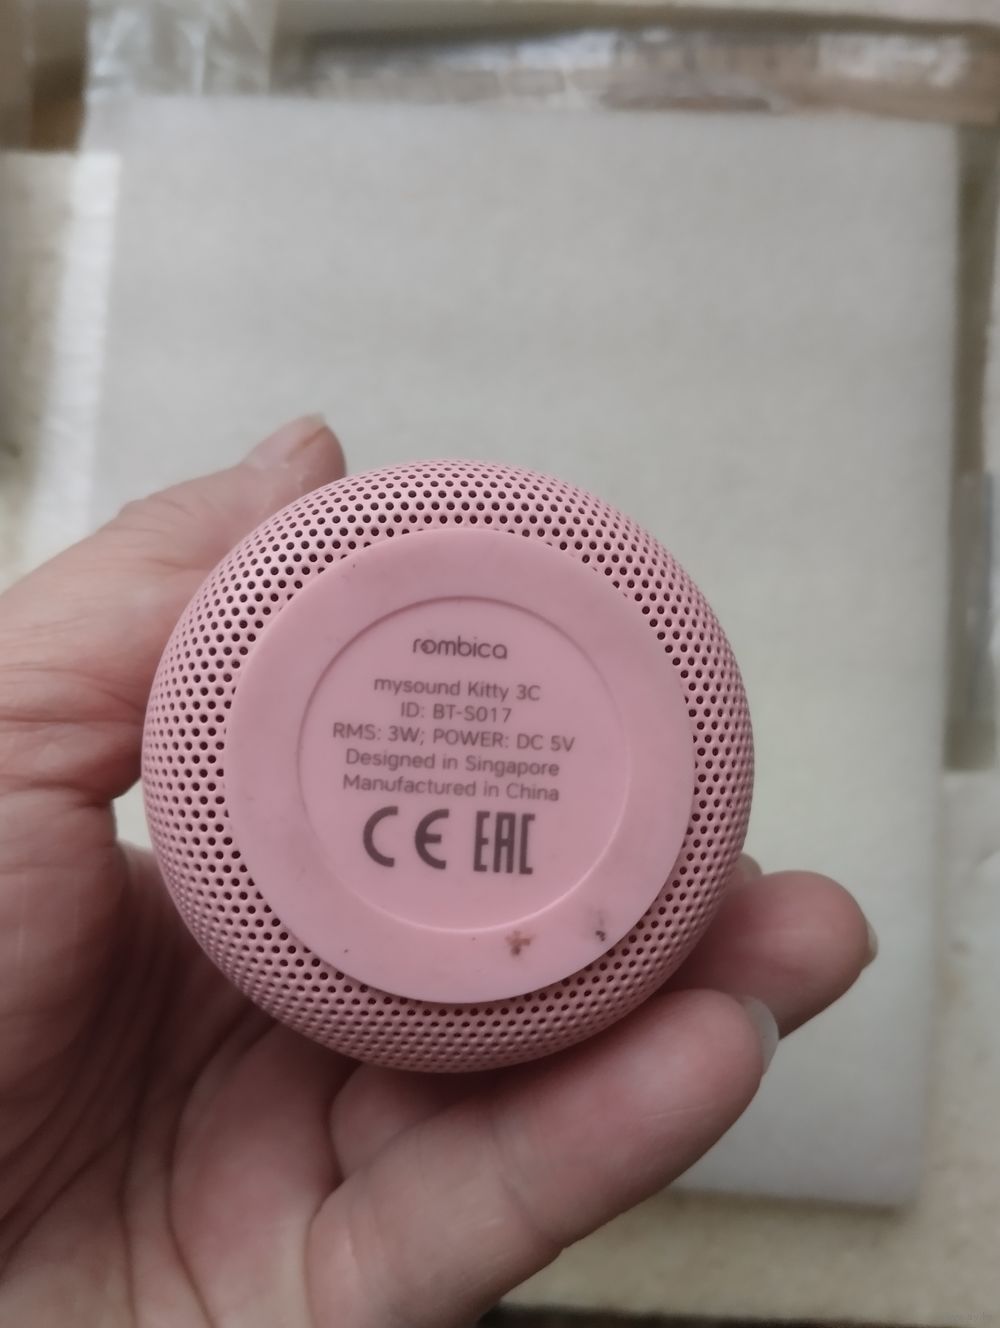 rombica
mysound Kitty 3C
ID: BT-S017
RMS: 3W; POWER: DC 5V
Designed in Singapore
Manufactured in China
CE EAC